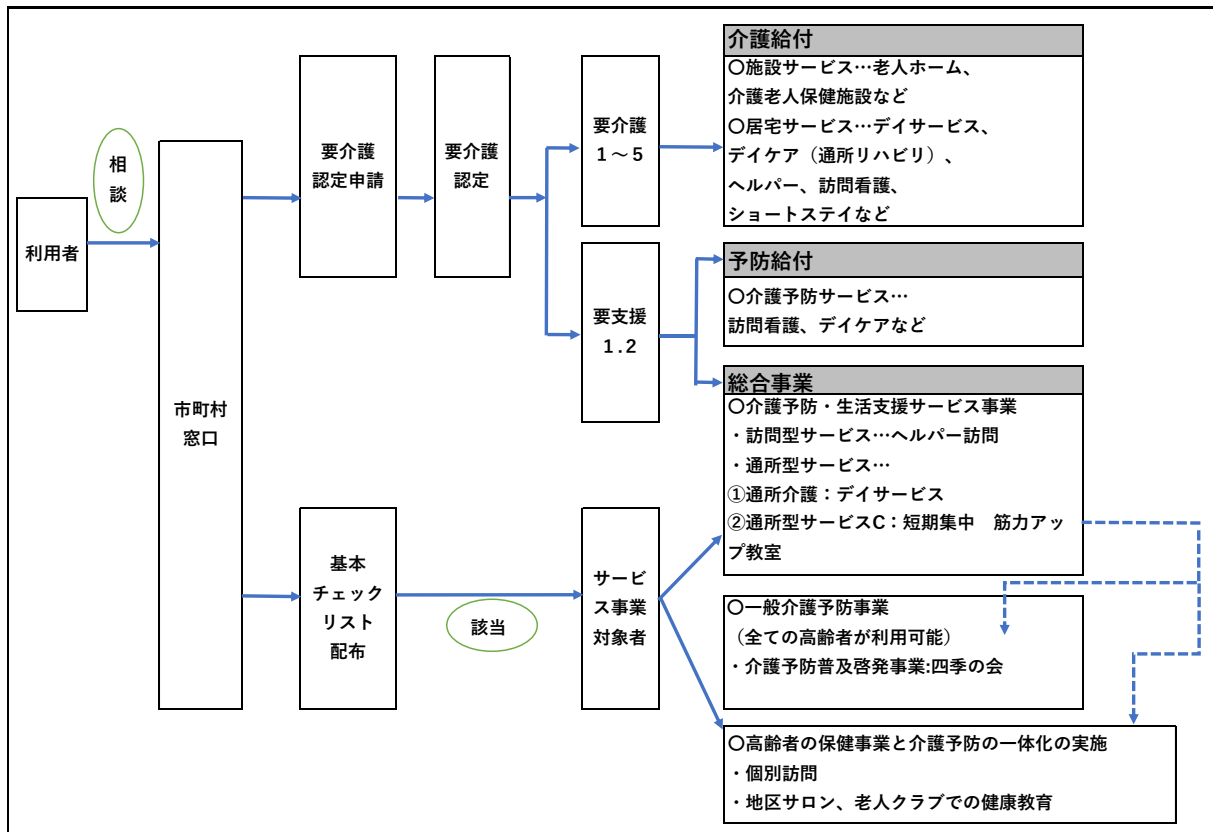 利用者
相
談
市町村
窓口
要介護
認定申請
要介護
認定
要介護
1～5
要支援
1.2
介護給付
〇施設サービス…老人ホーム、
介護老人保健施設など
〇居宅サービス…デイサービス、
デイケア（通所リハビリ）、
ヘルパー、訪問看護、
ショートステイなど
予防給付
〇介護予防サービス…
訪問看護、デイケアなど
総合事業
〇介護予防・生活支援サービス事業
・訪問型サービス…ヘルパー訪問
・通所型サービス…
①通所介護：デイサービス
②通所型サービスC：短期集中　筋力アッ
プ教室
基本
チェック
リスト
配布
該当
サービ
ス事業
対象者
〇一般介護予防事業
（全ての高齢者が利用可能）
・介護予防普及啓発事業:四季の会
〇高齢者の保健事業と介護予防の一体化の実施
・個別訪問
・地区サロン、老人クラブでの健康教育